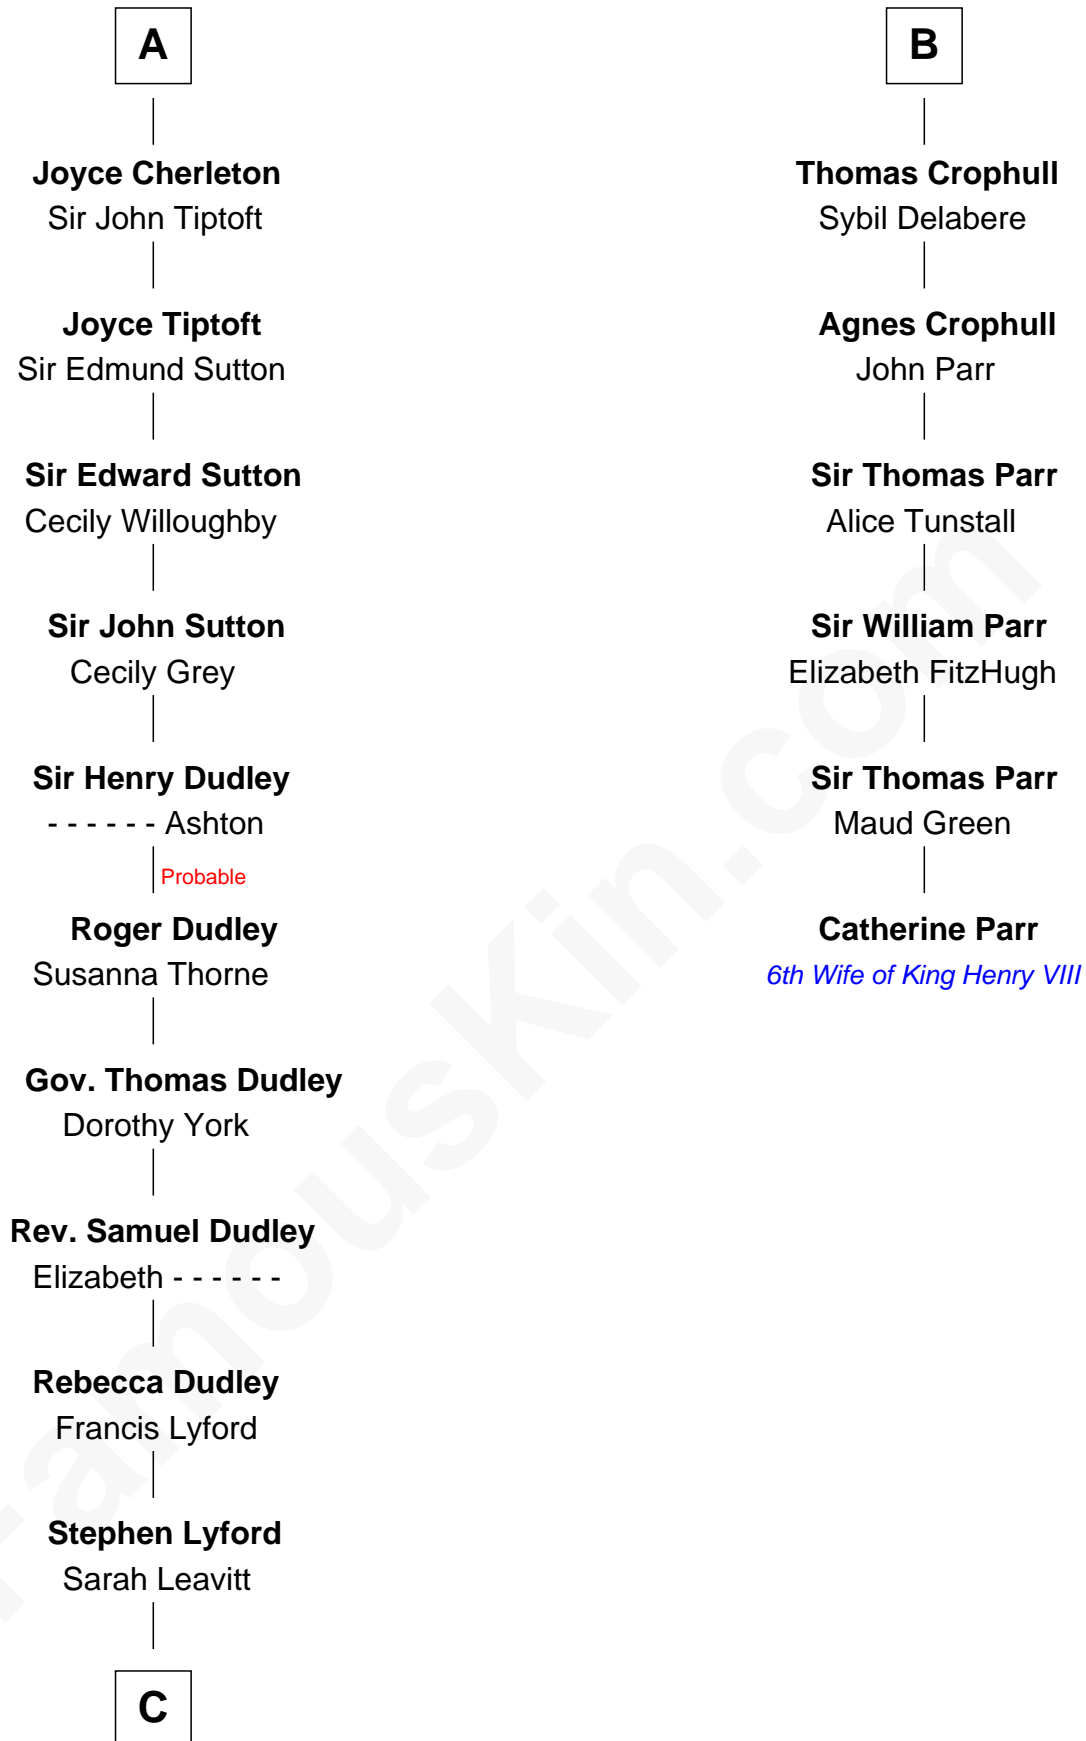 A
Joyce Cherleton
Sir John Tiptoft
Joyce Tiptoft
Sir Edmund Sutton
Sir Edward Sutton
Cecily Willoughby
Sir John Sutton
Cecily Grey
Sir Henry Dudley
- - - - - - Ashton
Probable
Roger Dudley
Susanna Thorne
Gov. Thomas Dudley
Dorothy York
Rev. Samuel Dudley
Elizabeth - - - - - -
Rebecca Dudley
Francis Lyford
Stephen Lyford
Sarah Leavitt
C
B
Thomas Crophull
Sybil Delabere
Agnes Crophull
John Parr
Sir Thomas Parr
Alice Tunstall
Sir William Parr
Elizabeth FitzHugh
Sir Thomas Parr
Maud Green
Catherine Parr
6th Wife of King Henry VIII
FamousKin.com